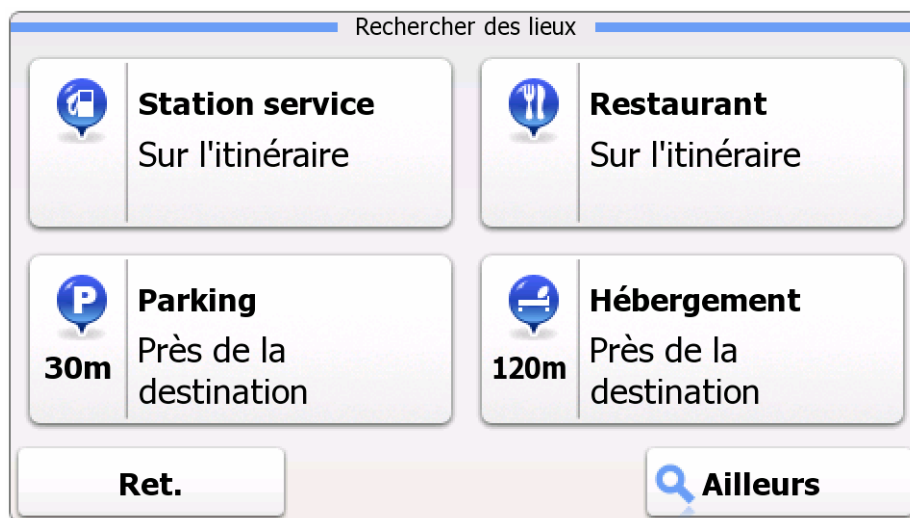 Rechercher des lieux
Station service
Sur l'itinéraire
Restaurant
Sur l'itinéraire
P
Parking
30m
Près de la
destination
Hébergement
120m
Près de la
destination
Ret.
Ailleurs